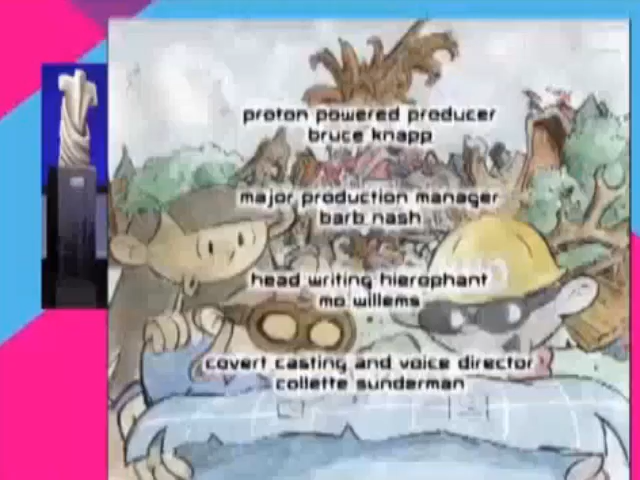 proton powered producer
bruce knapp
major production manager
barb nash
head writing hierophant
mo willems
covert casting and voice director
collette sunderman